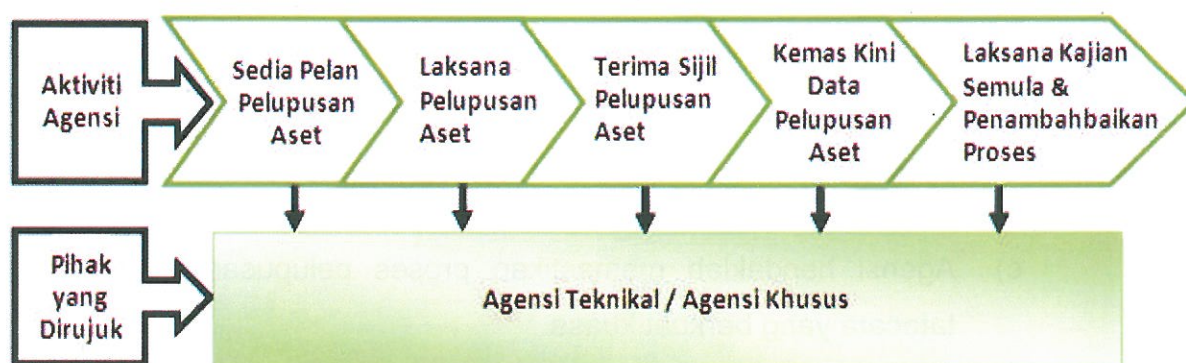 Aktiviti
Agensi
Sedia Pelan
Pelupusan
Aset
Laksana
Pelupusan
Aset
Terima Sijil
Pelupusan
Aset
Kemas Kini
Data
Pelupusan
Aset
Laksana Kajian
Semula &
Penambahbaikan
Proses
Pihak
yang
Dirujuk
Agensi Teknikal / Agensi Khusus